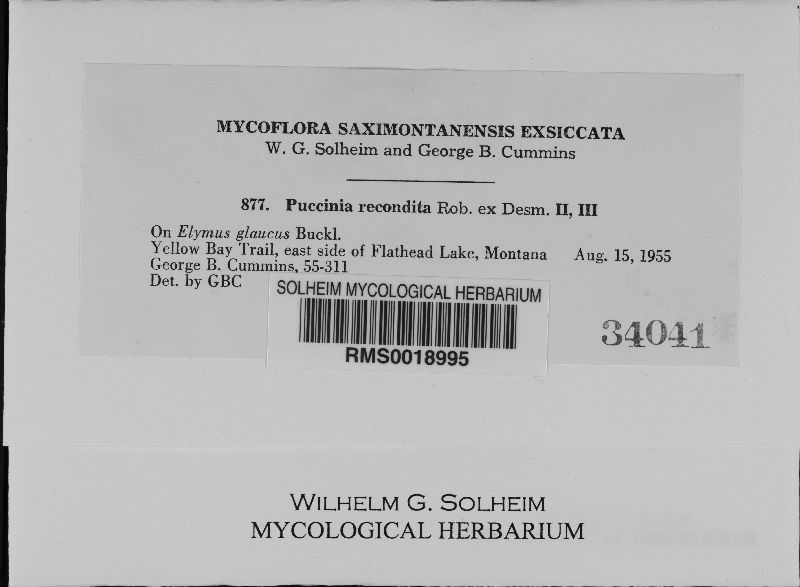 MYCOFLORA SAXIMONTANENSIS EXSICCATA
W. G. Solheim and George B. Cummins
877. Puccinia recondita Rob. ex Desm. II, III
On Elymus glaucus Buckl.
Yellow Bay Trail, east side of Flathead Lake, Montana Aug. 15, 1955
George B. Cummins, 55-311
Det. by GBC
SOLHEIM MYCOLOGICAL HERBARIUM
RMS0018995
34041
WILHELM G. SOLHEIM
MYCOLOGICAL HERBARIUM